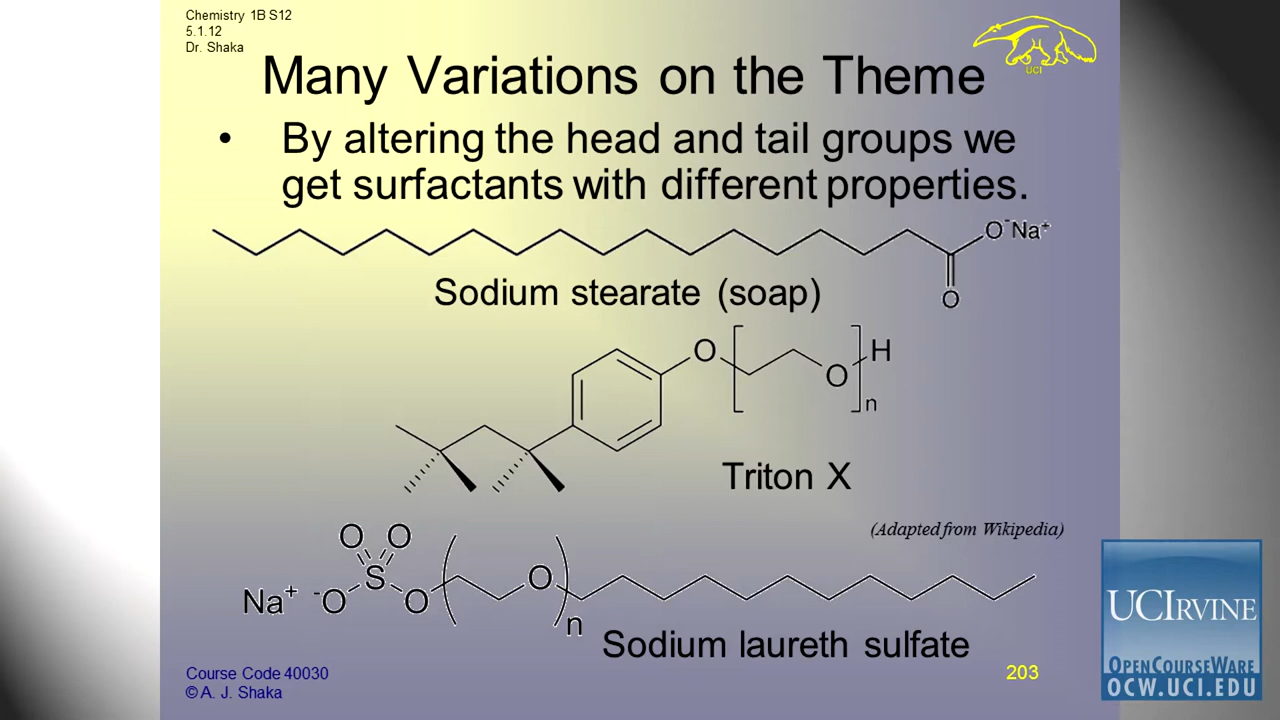 Chemistry 1B S12
5.1.12
Dr. Shaka
UCI
Many Variations on the Theme
• By altering the head and tail groups we
get surfactants with different properties.
O⁻Na⁺
O
Sodium stearate (soap)
O
H
O
n
Triton X
(Adapted from Wikipedia)
O O
S
O
Na⁺ ⁻O
O
n
Sodium laureth sulfate
Course Code 40030
© A. J. Shaka
203
UCIRVINE
OPENCOURSEWARE
OCW.UCI.EDU